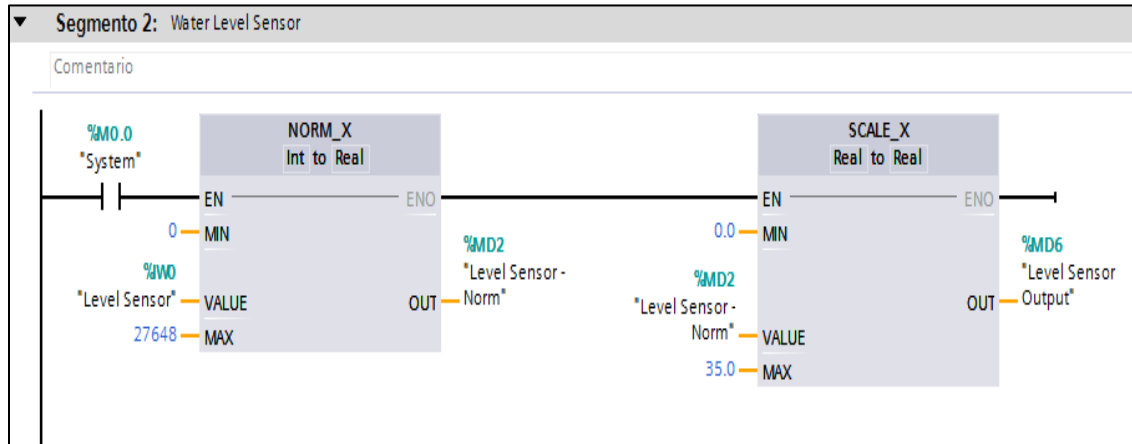 Segmento 2: Water Level Sensor
Comentario
%M0.0
"System"
NORM_X
Int to Real
EN
ENO
0
MIN
%IW0
"Level Sensor"
VALUE
27648
MAX
OUT
%MD2
"Level Sensor -
Norm"
SCALE_X
Real to Real
EN
ENO
0.0
MIN
%MD2
"Level Sensor -
Norm"
VALUE
35.0
MAX
OUT
%MD6
"Level Sensor
Output"